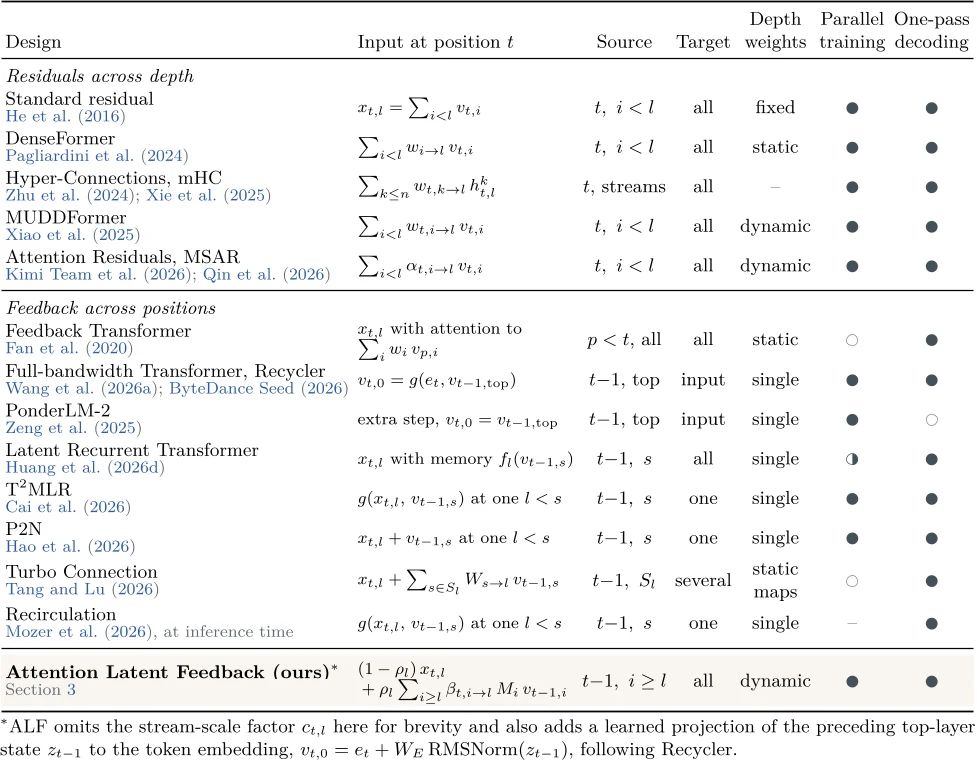 Design Input at position t Source Target Depth weights Parallel training One-pass decoding
Residuals across depth
Standard residual
He et al. (2016) x_{t,l} = ∑_{i<l} v_{t,i} t, i < l all fixed ● ●
DenseFormer
Pagliardini et al. (2024) ∑_{i<l} w_{i→l} v_{t,i} t, i < l all static ● ●
Hyper-Connections, mHC
Zhu et al. (2024); Xie et al. (2025) ∑_{k≤n} w_{t,k→l} h^k_{t,l} t, streams all – ● ●
MUDDFormer
Xiao et al. (2025) ∑_{i<l} w_{t,i→l} v_{t,i} t, i < l all dynamic ● ●
Attention Residuals, MSAR
Kimi Team et al. (2026); Qin et al. (2026) ∑_{i<l} α_{t,i→l} v_{t,i} t, i < l all dynamic ● ●
Feedback across positions
Feedback Transformer
Fan et al. (2020) x_{t,l} with attention to ∑_i w_i v_{p,i} p < t, all all static ○ ●
Full-bandwidth Transformer, Recycler
Wang et al. (2026a); ByteDance Seed (2026) v_{t,0} = g(e_t, v_{t−1,top}) t−1, top input single ● ●
PonderLM-2
Zeng et al. (2025) extra step, v_{t,0} = v_{t−1,top} t−1, top input single ● ○
Latent Recurrent Transformer
Huang et al. (2026d) x_{t,l} with memory f_l(v_{t−1,s}) t−1, s all single ◑ ●
T²MLR
Cai et al. (2026) g(x_{t,l}, v_{t−1,s}) at one l < s t−1, s one single ● ●
P2N
Hao et al. (2026) x_{t,l} + v_{t−1,s} at one l < s t−1, s one single ● ●
Turbo Connection
Tang and Lu (2026) x_{t,l} + ∑_{s∈S_l} W_{s→l} v_{t−1,s} t−1, S_l several static maps ○ ●
Recirculation
Mozer et al. (2026), at inference time g(x_{t,l}, v_{t−1,s}) at one l < s t−1, s one single – ●
Attention Latent Feedback (ours)*
Section 3 (1 − ρ_l) x_{t,l} + ρ_l ∑_{i≥l} β_{t,i→l} M_i v_{t−1,i} t−1, i ≥ l all dynamic ● ●
*ALF omits the stream-scale factor c_{t,l} here for brevity and also adds a learned projection of the preceding top-layer
state z_{t−1} to the token embedding, v_{t,0} = e_t + W_E RMSNorm(z_{t−1}), following Recycler.